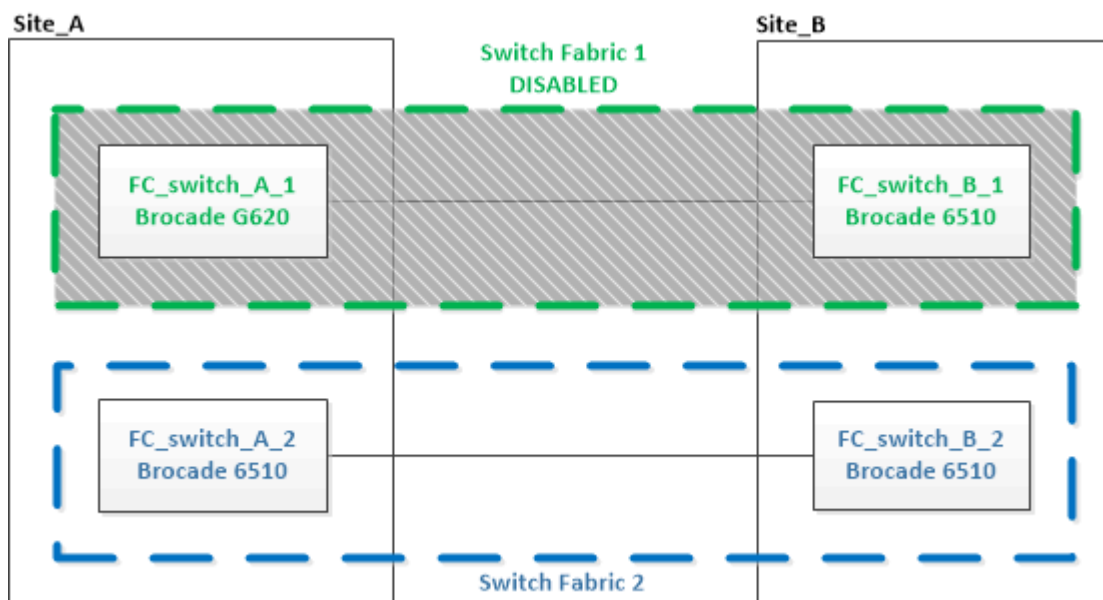 Site_A
Site_B
Switch Fabric 1
DISABLED
FC_switch_A_1
Brocade G620
FC_switch_B_1
Brocade 6510
FC_switch_A_2
Brocade 6510
FC_switch_B_2
Brocade 6510
Switch Fabric 2